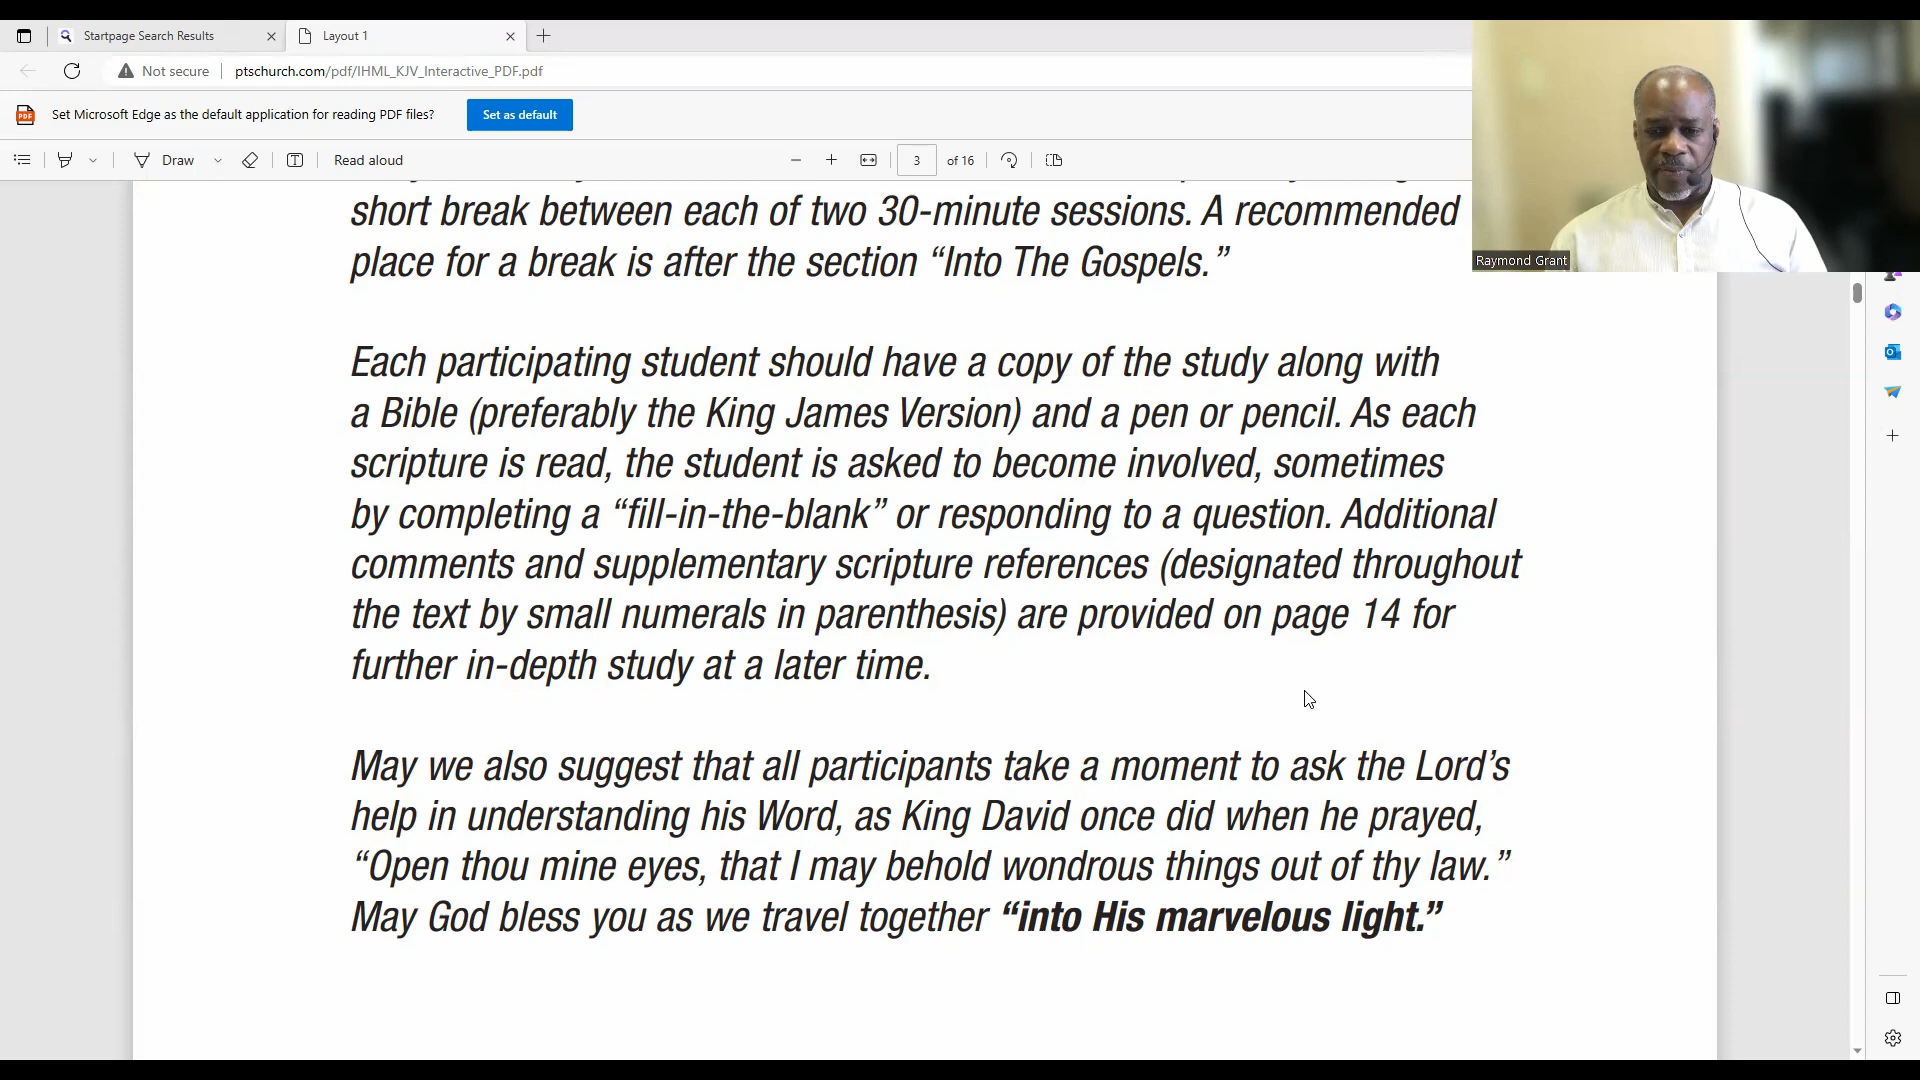 Startpage Search Results
Layout 1
Not secure
ptschurch.com/pdf/IHML_KJV_Interactive_PDF.pdf
Set Microsoft Edge as the default application for reading PDF files?
Set as default
Draw
Read aloud
3 of 16
short break between each of two 30-minute sessions. A recommended
place for a break is after the section “Into The Gospels.”
Each participating student should have a copy of the study along with
a Bible (preferably the King James Version) and a pen or pencil. As each
scripture is read, the student is asked to become involved, sometimes
by completing a “fill-in-the-blank” or responding to a question. Additional
comments and supplementary scripture references (designated throughout
the text by small numerals in parenthesis) are provided on page 14 for
further in-depth study at a later time.
May we also suggest that all participants take a moment to ask the Lord’s
help in understanding his Word, as King David once did when he prayed,
“Open thou mine eyes, that I may behold wondrous things out of thy law.”
May God bless you as we travel together “into His marvelous light.”
Raymond Grant